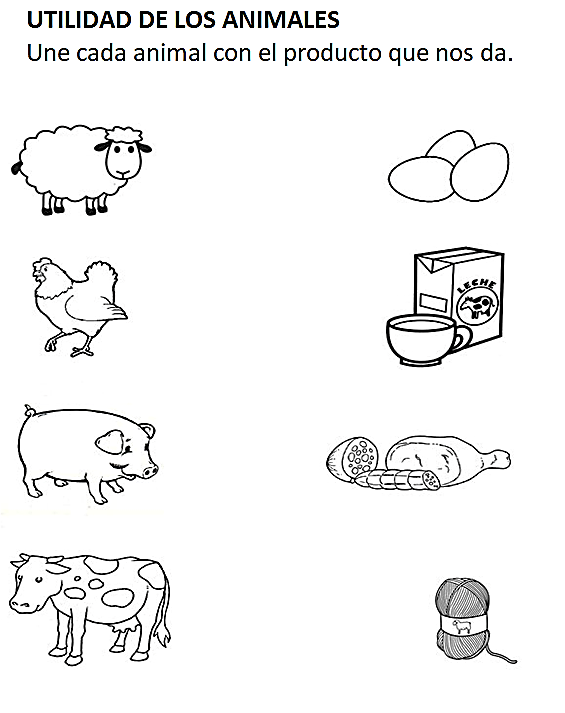 UTILIDAD DE LOS ANIMALES
Une cada animal con el producto que nos da.
LECHE